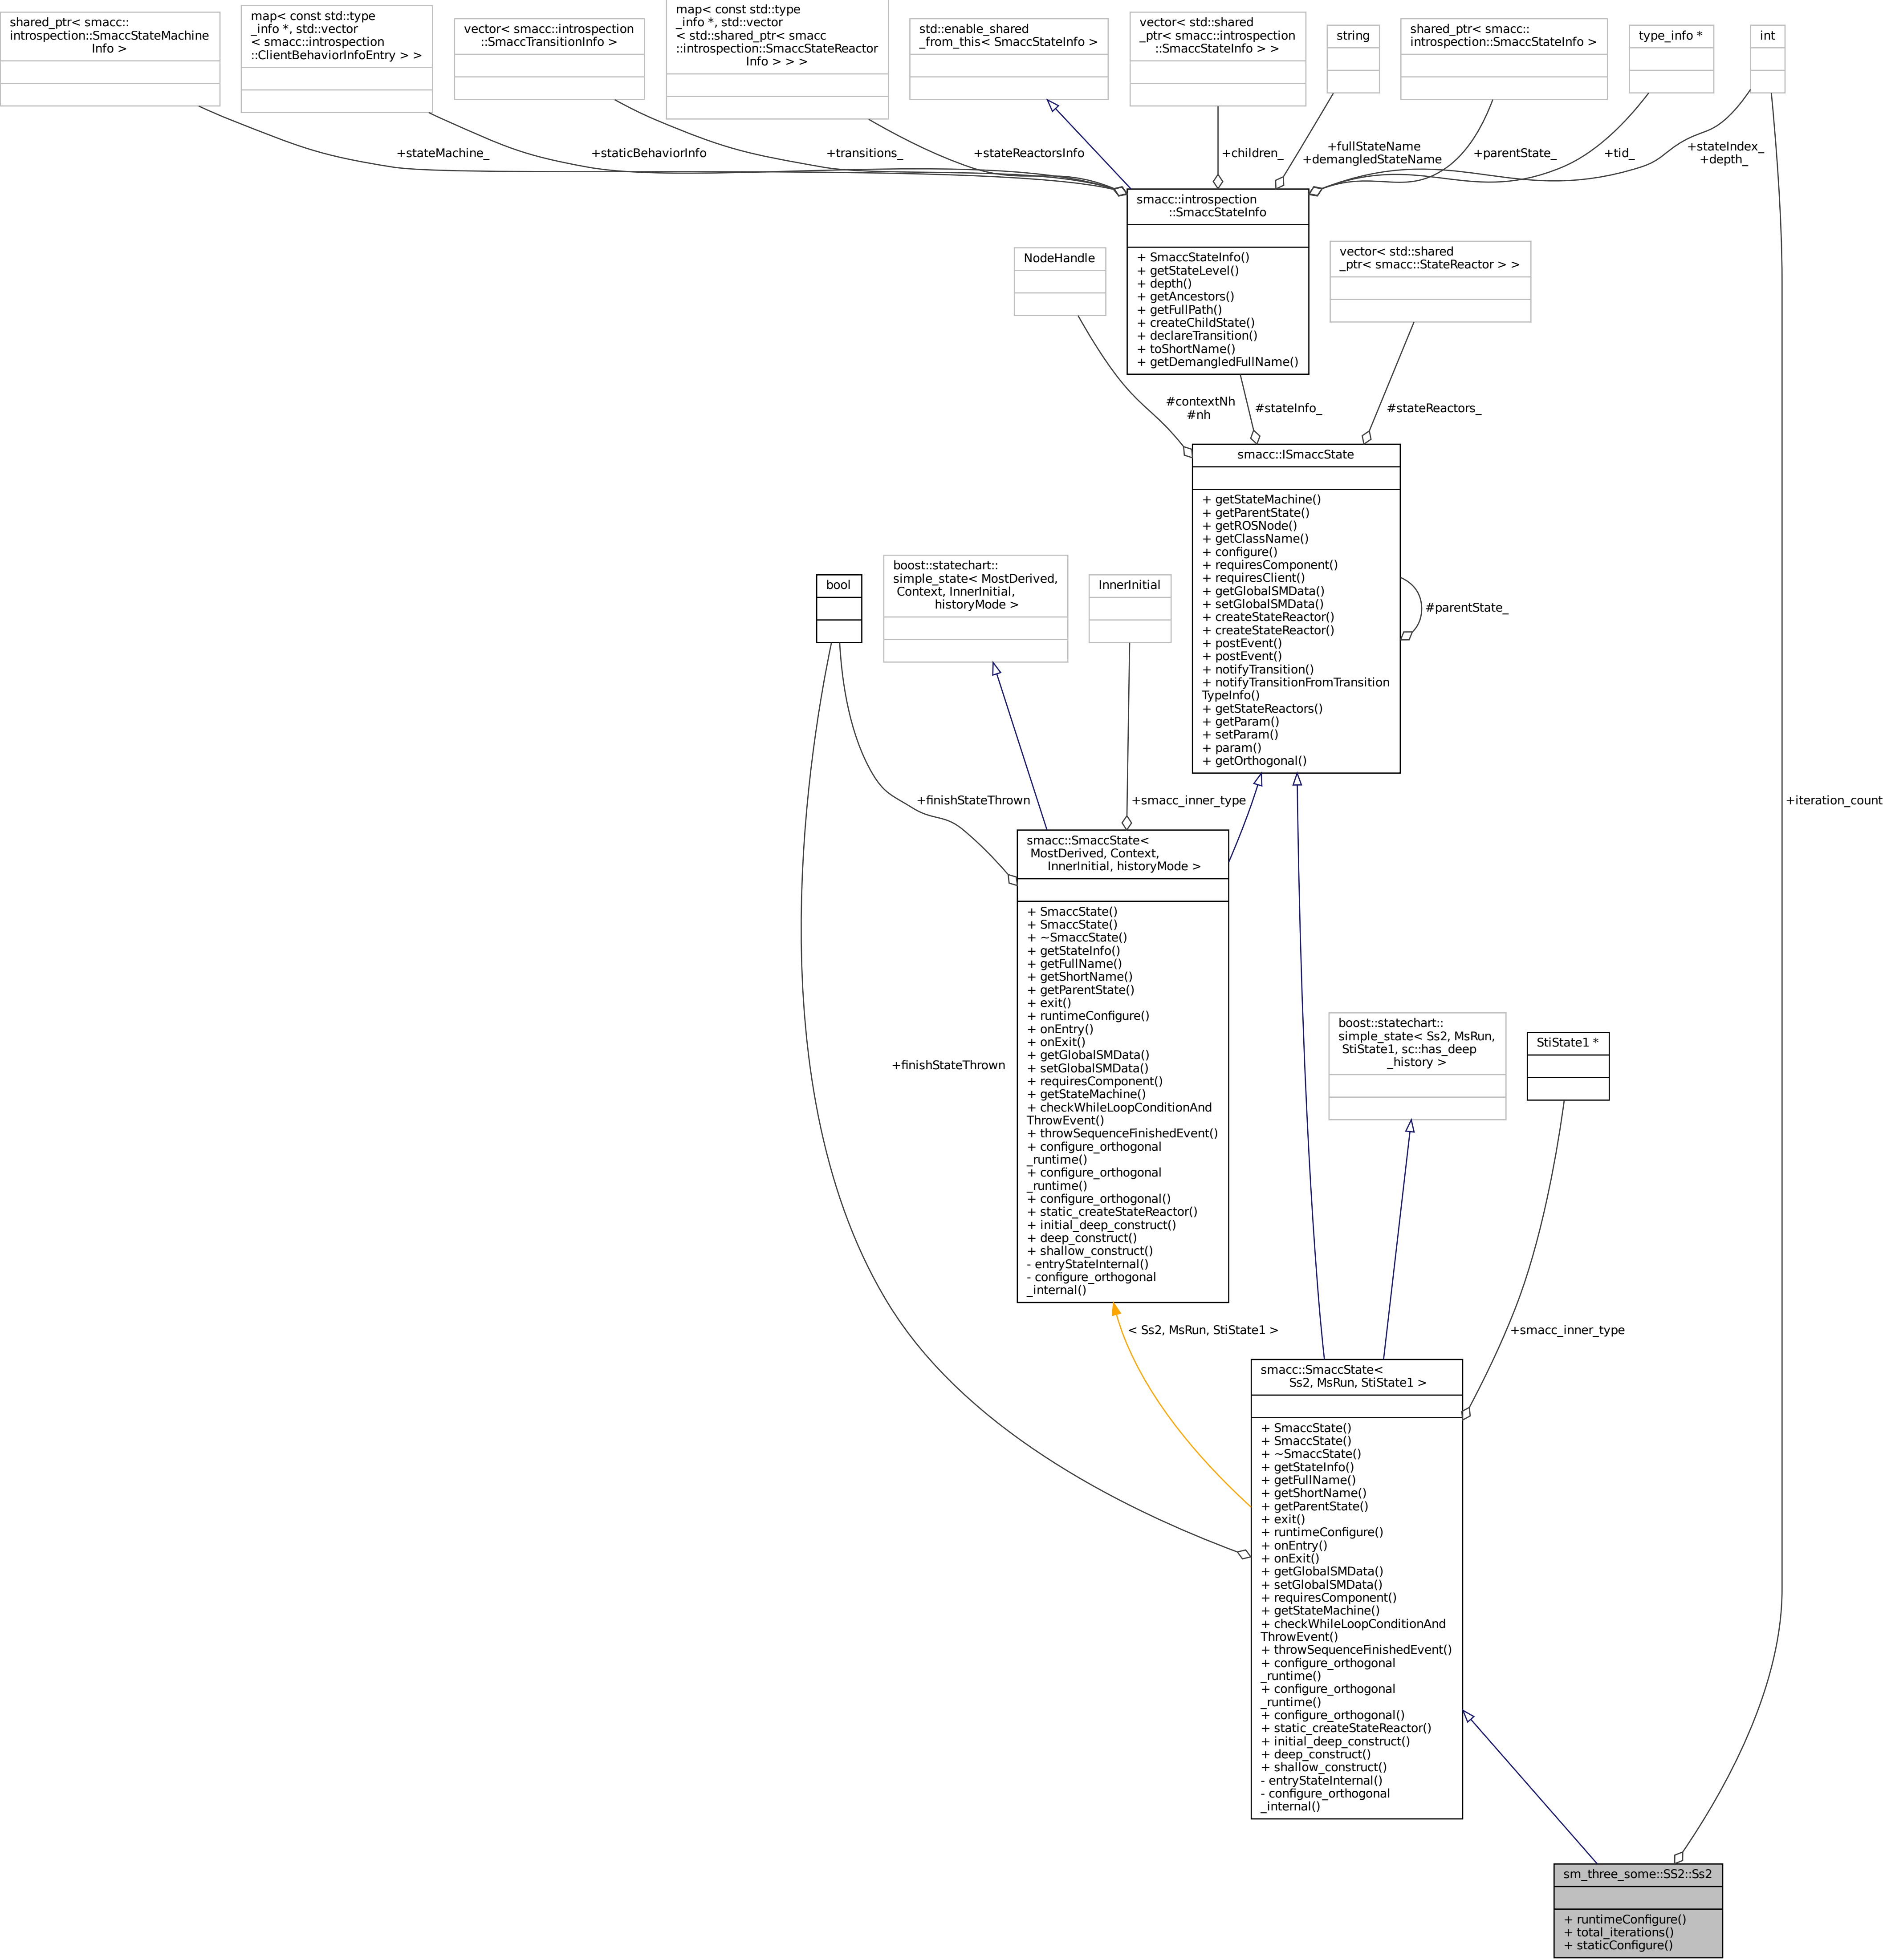 shared_ptr< smacc::
introspection::SmaccStateMachine
Info >
map< const std::type
_info *, std::vector
< smacc::introspection
::ClientBehaviorInfoEntry > >
vector< smacc::introspection
::SmaccTransitionInfo >
map< const std::type
_info *, std::vector
< std::shared_ptr< smacc
::introspection::SmaccStateReactor
Info > > >
std::enable_shared
_from_this< SmaccStateInfo >
vector< std::shared
_ptr< smacc::introspection
::SmaccStateInfo > >
string
shared_ptr< smacc::
introspection::SmaccStateInfo >
type_info *
int
+stateMachine_
+staticBehaviorInfo
+transitions_
+stateReactorsInfo
+children_
+fullStateName
+demangledStateName
+parentState_
+tid_
+stateIndex_
+depth_
smacc::introspection
::SmaccStateInfo
+ SmaccStateInfo()
+ getStateLevel()
+ depth()
+ getAncestors()
+ getFullPath()
+ createChildState()
+ declareTransition()
+ toShortName()
+ getDemangledFullName()
NodeHandle
vector< std::shared
_ptr< smacc::StateReactor > >
#contextNh
#nh
#stateInfo_
#stateReactors_
smacc::ISmaccState
+ getStateMachine()
+ getParentState()
+ getROSNode()
+ getClassName()
+ configure()
+ requiresComponent()
+ requiresClient()
+ getGlobalSMData()
+ setGlobalSMData()
+ createStateReactor()
+ createStateReactor()
+ postEvent()
+ postEvent()
+ notifyTransition()
+ notifyTransitionFromTransition
TypeInfo()
+ getStateReactors()
+ getParam()
+ setParam()
+ param()
+ getOrthogonal()
#parentState_
bool
boost::statechart::
simple_state< MostDerived,
Context, InnerInitial,
historyMode >
InnerInitial
+finishStateThrown
+smacc_inner_type
+iteration_count
smacc::SmaccState<
MostDerived, Context,
InnerInitial, historyMode >
+ SmaccState()
+ SmaccState()
+ ~SmaccState()
+ getStateInfo()
+ getFullName()
+ getShortName()
+ getParentState()
+ exit()
+ runtimeConfigure()
+ onEntry()
+ onExit()
+ getGlobalSMData()
+ setGlobalSMData()
+ requiresComponent()
+ getStateMachine()
+ checkWhileLoopConditionAnd
ThrowEvent()
+ throwSequenceFinishedEvent()
+ configure_orthogonal
_runtime()
+ configure_orthogonal
_runtime()
+ configure_orthogonal()
+ static_createStateReactor()
+ initial_deep_construct()
+ deep_construct()
+ shallow_construct()
- entryStateInternal()
- configure_orthogonal
_internal()
+finishStateThrown
boost::statechart::
simple_state< Ss2, MsRun,
StiState1, sc::has_deep
_history >
StiState1 *
< Ss2, MsRun, StiState1 >
+smacc_inner_type
smacc::SmaccState<
Ss2, MsRun, StiState1 >
+ SmaccState()
+ SmaccState()
+ ~SmaccState()
+ getStateInfo()
+ getFullName()
+ getShortName()
+ getParentState()
+ exit()
+ runtimeConfigure()
+ onEntry()
+ onExit()
+ getGlobalSMData()
+ setGlobalSMData()
+ requiresComponent()
+ getStateMachine()
+ checkWhileLoopConditionAnd
ThrowEvent()
+ throwSequenceFinishedEvent()
+ configure_orthogonal
_runtime()
+ configure_orthogonal
_runtime()
+ configure_orthogonal()
+ static_createStateReactor()
+ initial_deep_construct()
+ deep_construct()
+ shallow_construct()
- entryStateInternal()
- configure_orthogonal
_internal()
sm_three_some::SS2::Ss2
+ runtimeConfigure()
+ total_iterations()
+ staticConfigure()